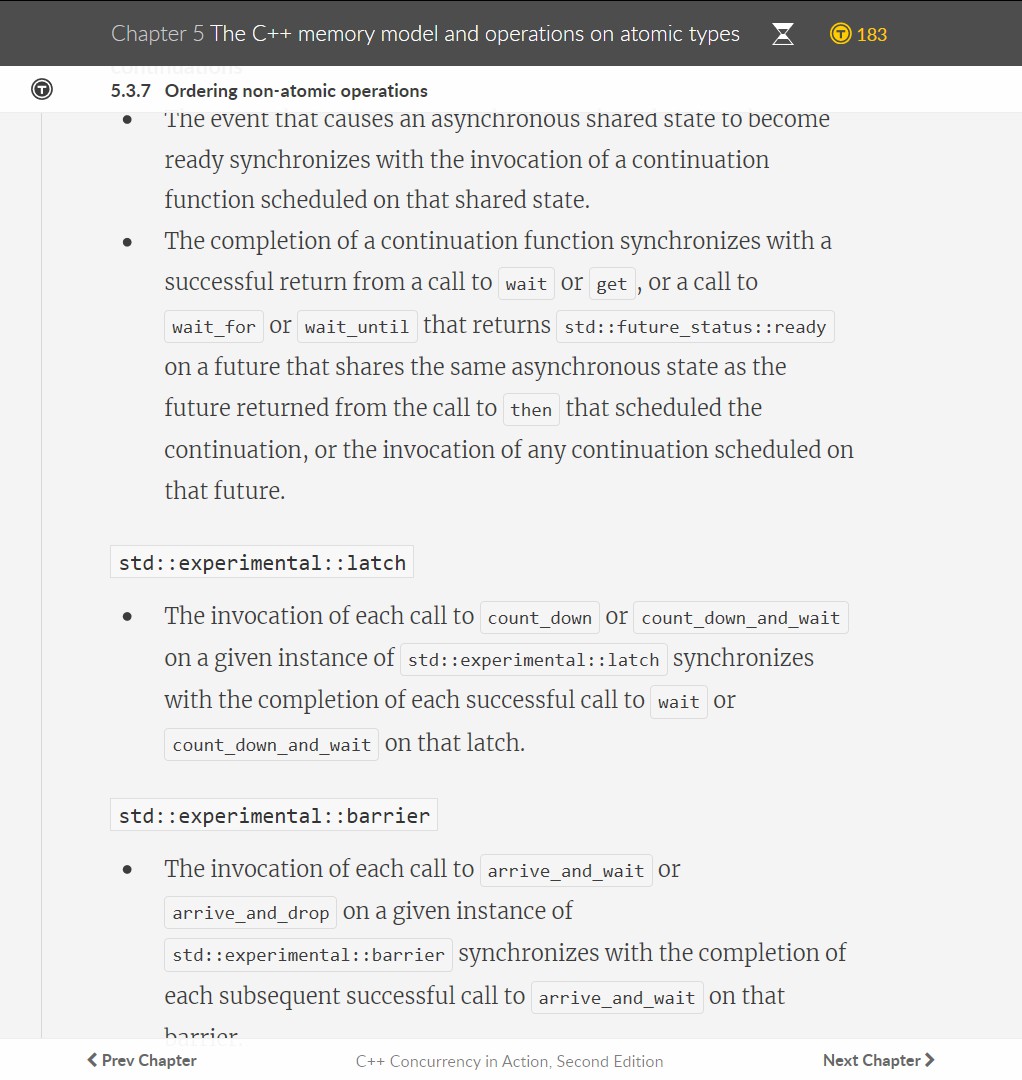 Chapter 5 The C++ memory model and operations on atomic types 183
continuations
5.3.7 Ordering non-atomic operations
The event that causes an asynchronous shared state to become
ready synchronizes with the invocation of a continuation
function scheduled on that shared state.
The completion of a continuation function synchronizes with a
successful return from a call to wait or get, or a call to
wait_for or wait_until that returns std::future_status::ready
on a future that shares the same asynchronous state as the
future returned from the call to then that scheduled the
continuation, or the invocation of any continuation scheduled on
that future.
std::experimental::latch
The invocation of each call to count_down or count_down_and_wait
on a given instance of std::experimental::latch synchronizes
with the completion of each successful call to wait or
count_down_and_wait on that latch.
std::experimental::barrier
The invocation of each call to arrive_and_wait or
arrive_and_drop on a given instance of
std::experimental::barrier synchronizes with the completion of
each subsequent successful call to arrive_and_wait on that
barrier.
Prev Chapter C++ Concurrency in Action, Second Edition Next Chapter